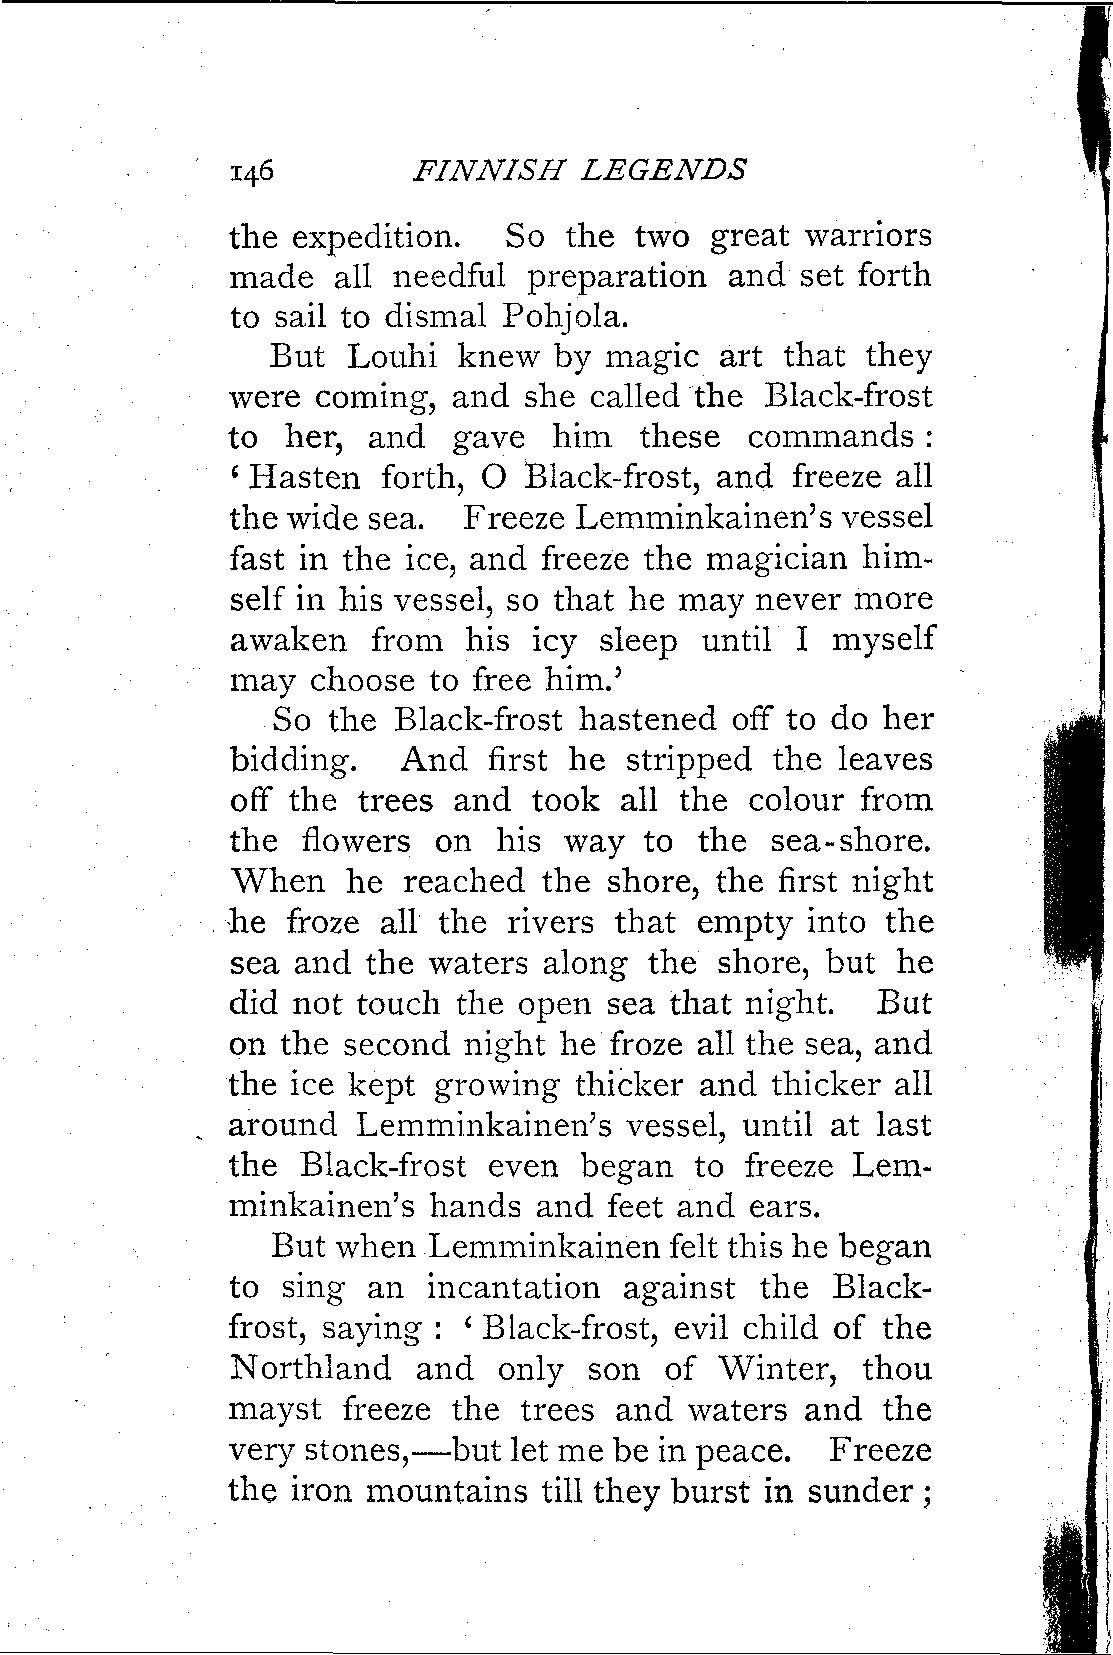 146 FINNISH LEGENDS
the expedition. So the two great warriors
made all needful preparation and set forth
to sail to dismal Pohjola.
But Louhi knew by magic art that they
were coming, and she called the Black-frost
to her, and gave him these commands :
‘ Hasten forth, O Black-frost, and freeze all
the wide sea. Freeze Lemminkainen’s vessel
fast in the ice, and freeze the magician him-
self in his vessel, so that he may never more
awaken from his icy sleep until I myself
may choose to free him.’
So the Black-frost hastened off to do her
bidding. And first he stripped the leaves
off the trees and took all the colour from
the flowers on his way to the sea-shore.
When he reached the shore, the first night
he froze all the rivers that empty into the
sea and the waters along the shore, but he
did not touch the open sea that night. But
on the second night he froze all the sea, and
the ice kept growing thicker and thicker all
around Lemminkainen’s vessel, until at last
the Black-frost even began to freeze Lem-
minkainen’s hands and feet and ears.
But when Lemminkainen felt this he began
to sing an incantation against the Black-
frost, saying : ‘ Black-frost, evil child of the
Northland and only son of Winter, thou
mayst freeze the trees and waters and the
very stones,—but let me be in peace. Freeze
the iron mountains till they burst in sunder ;